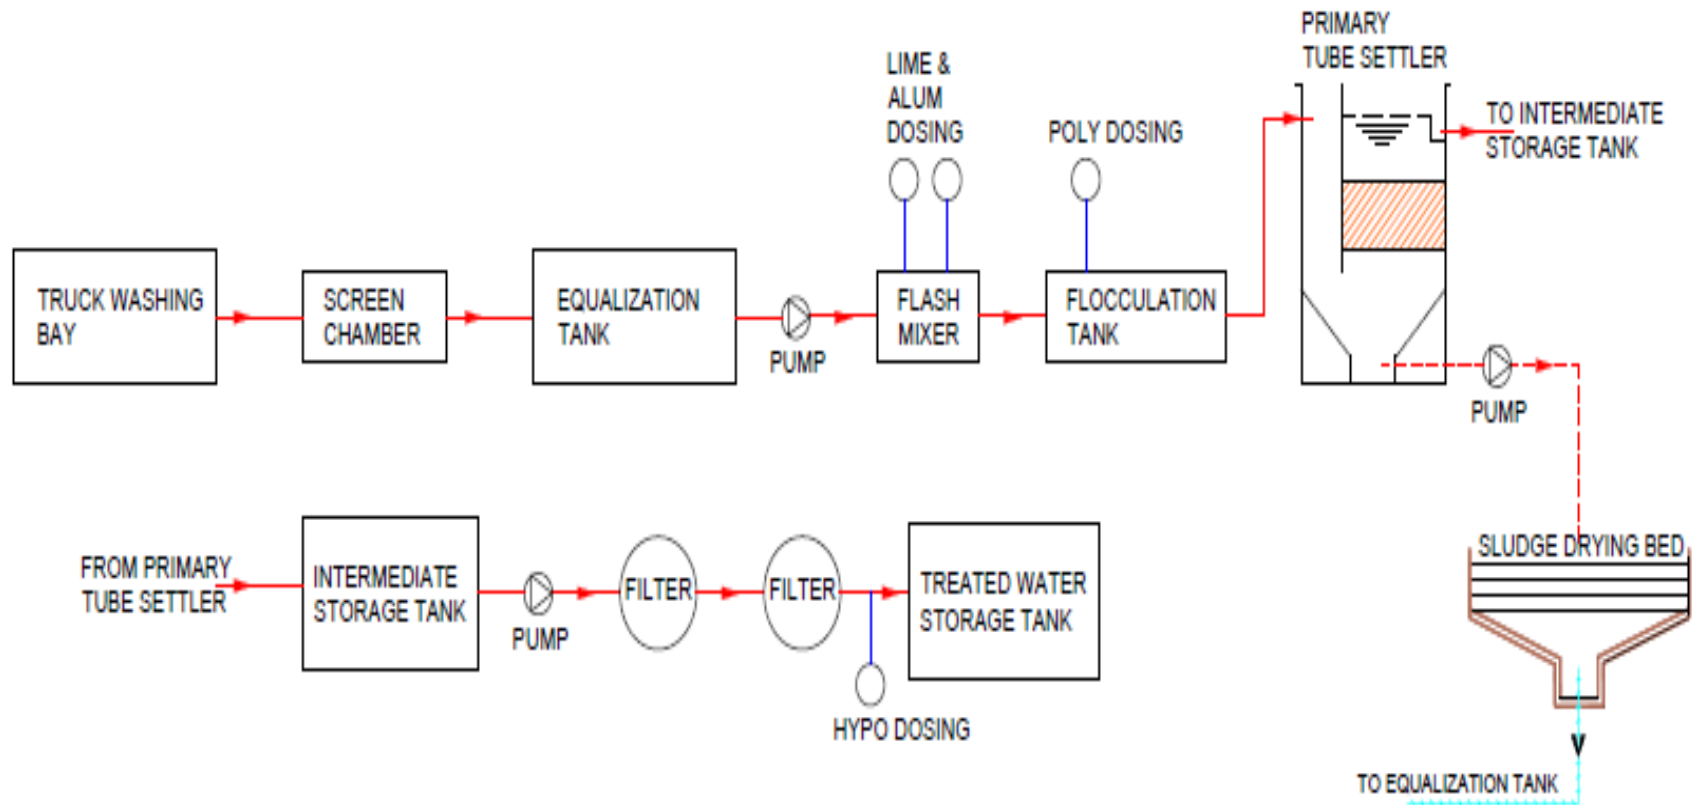 PRIMARY
TUBE SETTLER
LIME &
ALUM
DOSING
POLY DOSING
TO INTERMEDIATE
STORAGE TANK
TRUCK WASHING
BAY
SCREEN
CHAMBER
EQUALIZATION
TANK
PUMP
FLASH
MIXER
FLOCCULATION
TANK
PUMP
SLUDGE DRYING BED
FROM PRIMARY
TUBE SETTLER
INTERMEDIATE
STORAGE TANK
PUMP
FILTER
FILTER
TREATED WATER
STORAGE TANK
HYPO DOSING
TO EQUALIZATION TANK